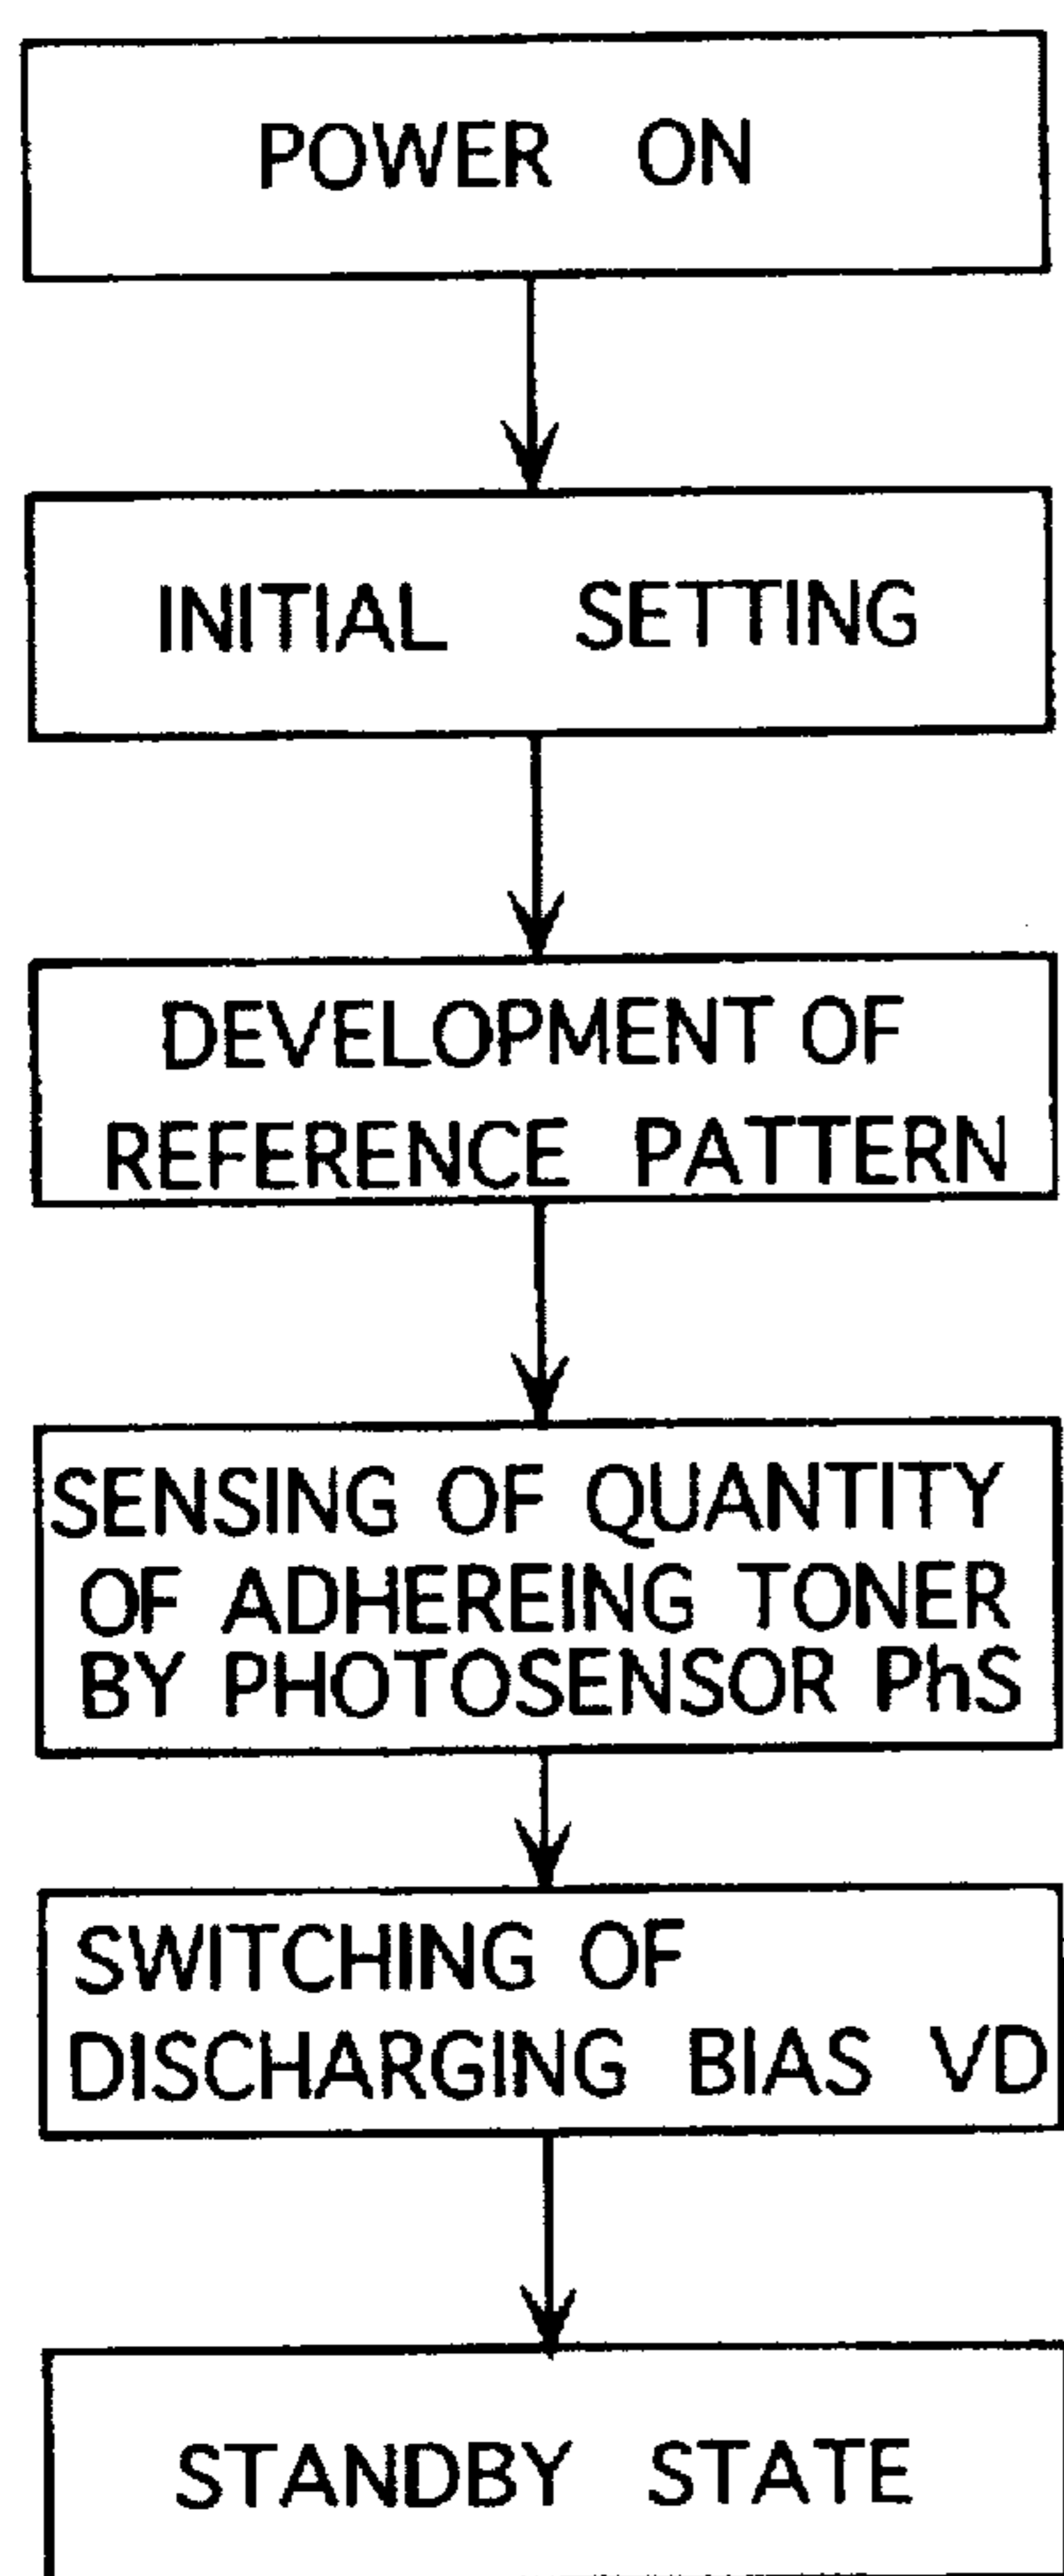 POWER ON
INITIAL SETTING
DEVELOPMENT OF
REFERENCE PATTERN
SENSING OF QUANTITY
OF ADHEREING TONER
BY PHOTOSENSOR PhS
SWITCHING OF
DISCHARGING BIAS VD
STANDBY STATE